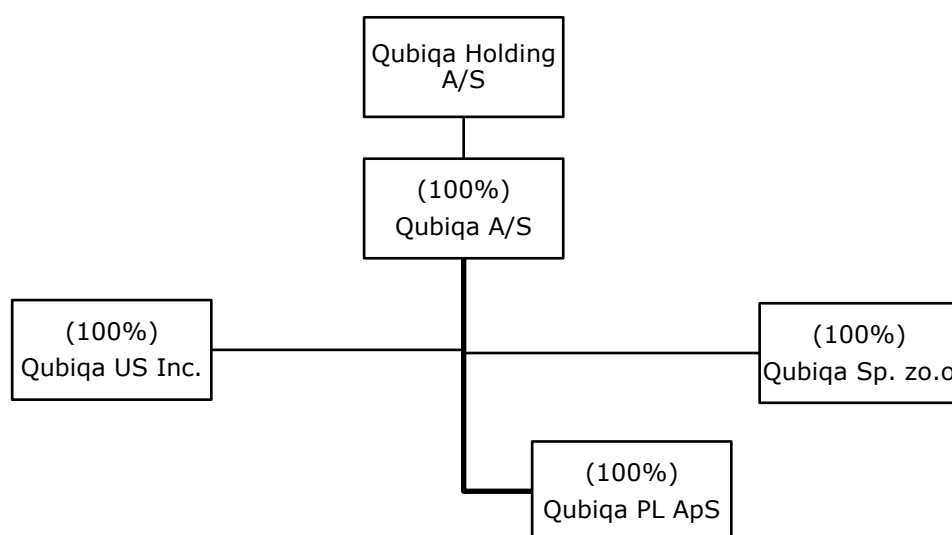 Qubiqa Holding
A/S
(100%)
Qubiqa A/S
(100%)
Qubiqa US Inc.
(100%)
Qubiqa Sp. zo.o
(100%)
Qubiqa PL ApS